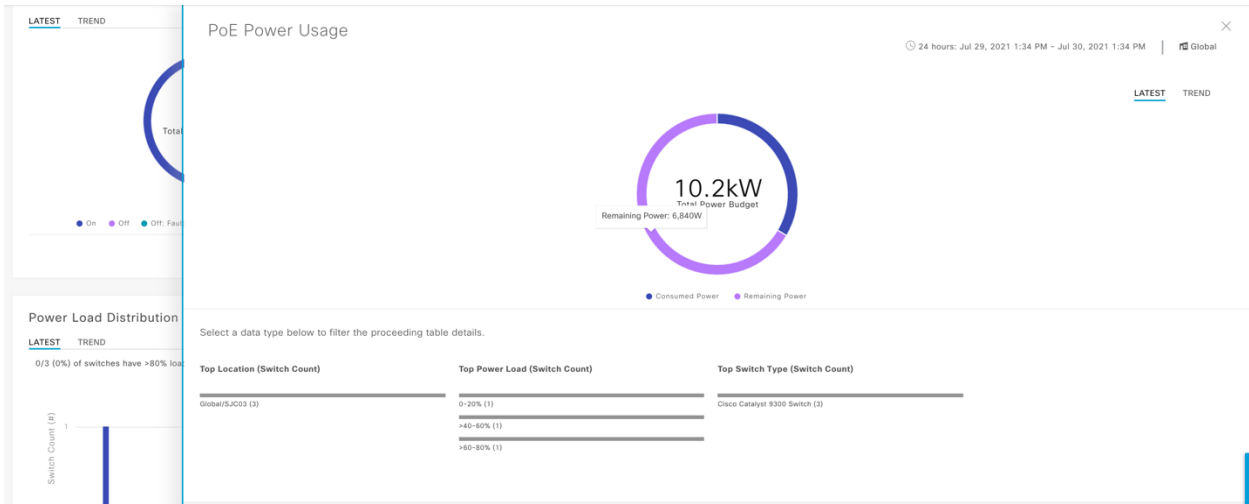 LATEST TREND
Total
On Off Off: Faul
Power Load Distribution
LATEST TREND
0/3 (0%) of switches have >80% loa
Switch Count (#)
1
PoE Power Usage
24 hours: Jul 29, 2021 1:34 PM - Jul 30, 2021 1:34 PM | Global
LATEST TREND
10.2kW
Total Power Budget
Remaining Power: 6,840W
Consumed Power Remaining Power
Select a data type below to filter the proceeding table details.
Top Location (Switch Count) Top Power Load (Switch Count) Top Switch Type (Switch Count)
Global/SJC03 (3) 0-20% (1) Cisco Catalyst 9300 Switch (3)
>40-60% (1)
>60-80% (1)